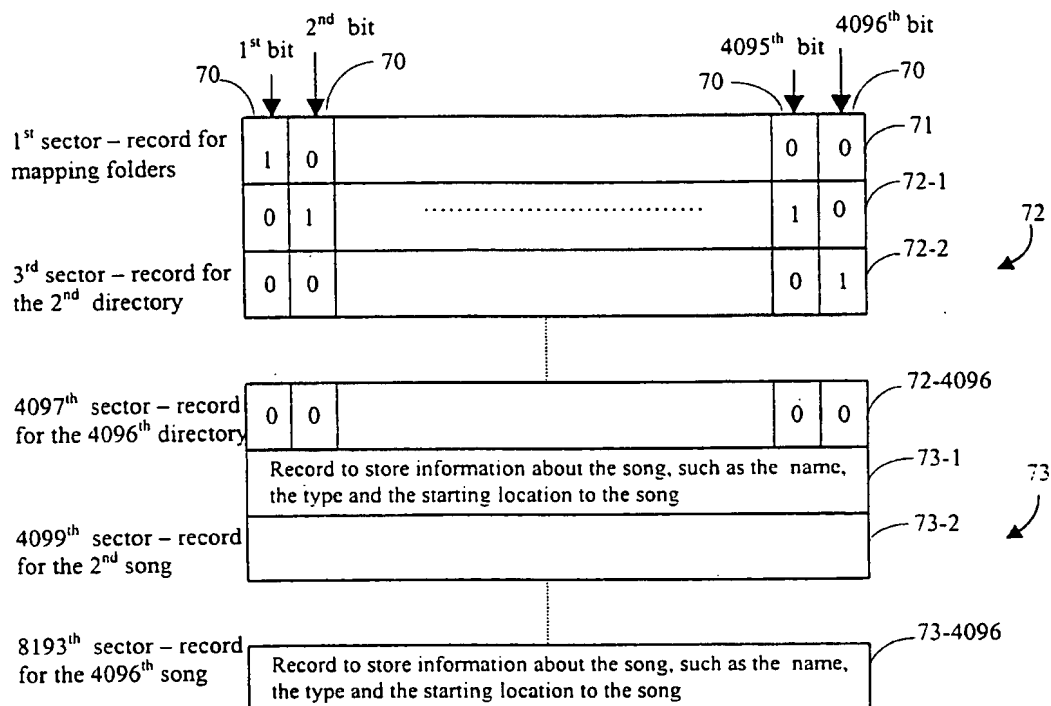 1st bit
2nd bit
4095th bit
4096th bit
70
70
70
70
1st sector – record for
mapping folders
1 0 0 0
71
0 1 1 0
72-1
72
3rd sector – record for
the 2nd directory
0 0 0 1
72-2
4097th sector – record
for the 4096th directory
0 0 0 0
72-4096
Record to store information about the song, such as the name,
the type and the starting location to the song
73-1
73
4099th sector – record
for the 2nd song
73-2
8193th sector – record
for the 4096th song
Record to store information about the song, such as the name,
the type and the starting location to the song
73-4096